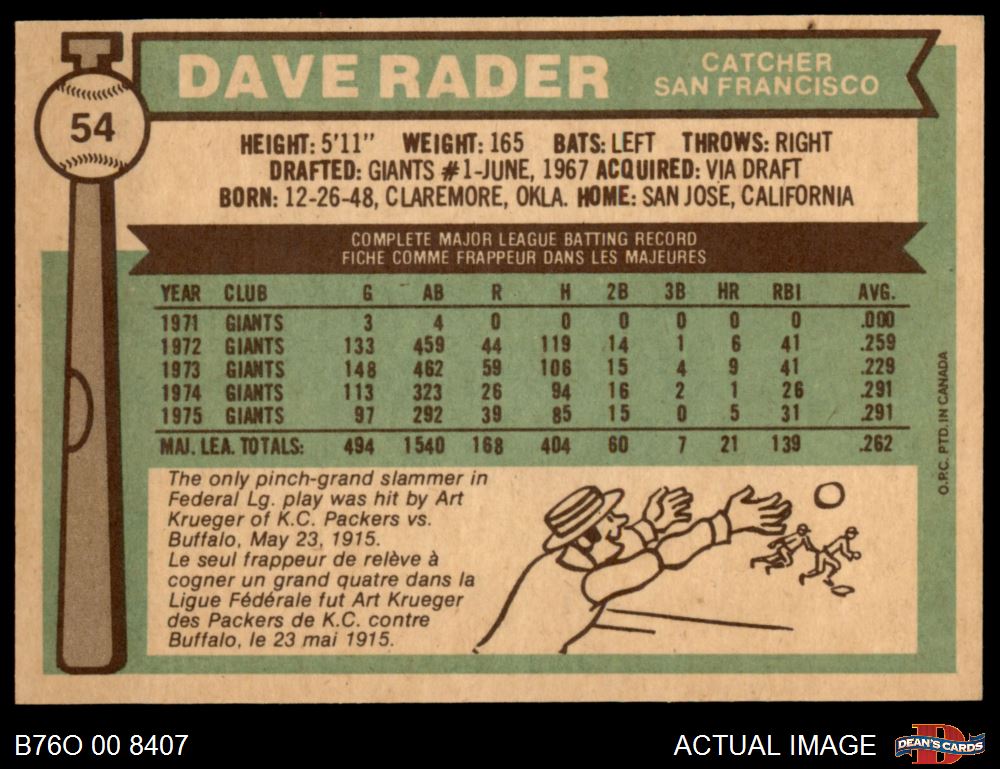 DAVE RADER
CATCHER
SAN FRANCISCO
54
HEIGHT: 5'11" WEIGHT: 165 BATS: LEFT THROWS: RIGHT
DRAFTED: GIANTS #1-JUNE, 1967 ACQUIRED: VIA DRAFT
BORN: 12-26-48, CLAREMORE, OKLA. HOME: SAN JOSE, CALIFORNIA
COMPLETE MAJOR LEAGUE BATTING RECORD
FICHE COMME FRAPPEUR DANS LES MAJEURES
YEAR CLUB G AB R H 2B 3B HR RBI AVG.
1971 GIANTS 3 4 0 0 0 0 0 0 .000
1972 GIANTS 133 459 44 119 14 1 6 41 .259
1973 GIANTS 148 462 59 106 15 4 9 41 .229
1974 GIANTS 113 323 26 94 16 2 1 26 .291
1975 GIANTS 97 292 39 85 15 0 5 31 .291
MAJ. LEA. TOTALS: 494 1540 168 404 60 7 21 139 .262
The only pinch-grand slammer in
Federal Lg. play was hit by Art
Krueger of K.C. Packers vs.
Buffalo, May 23, 1915.
Le seul frappeur de relève à
cogner un grand quatre dans la
Ligue Fédérale fut Art Krueger
des Packers de K.C. contre
Buffalo, le 23 mai 1915.
O.P.C. PTD. IN CANADA
B76O 00 8407
ACTUAL IMAGE
D
DEAN'S CARDS